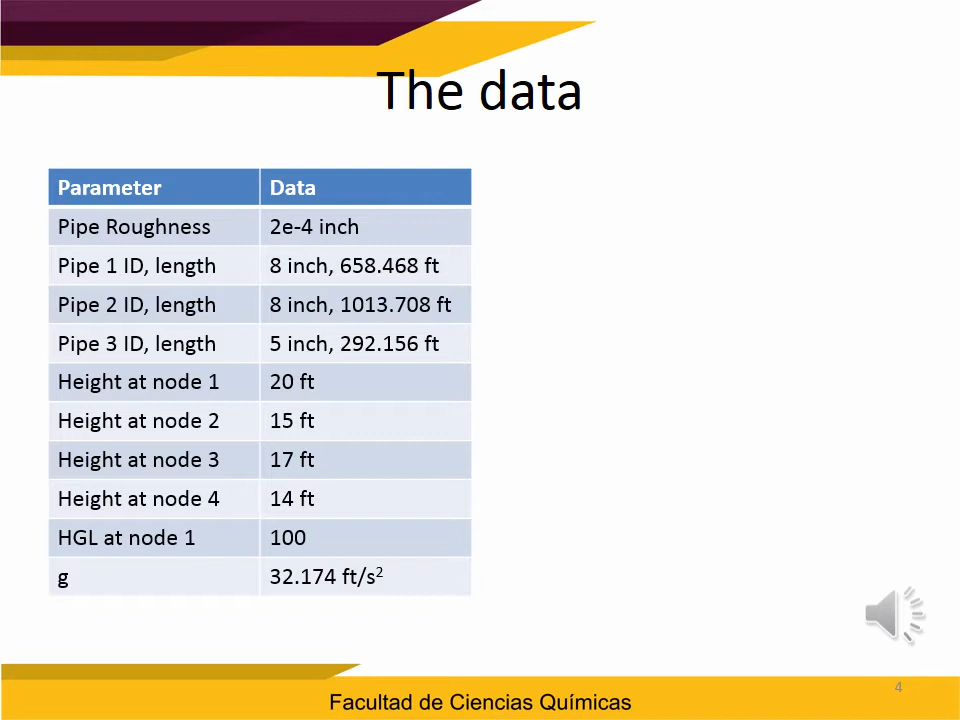 The data
Parameter Data
Pipe Roughness 2e-4 inch
Pipe 1 ID, length 8 inch, 658.468 ft
Pipe 2 ID, length 8 inch, 1013.708 ft
Pipe 3 ID, length 5 inch, 292.156 ft
Height at node 1 20 ft
Height at node 2 15 ft
Height at node 3 17 ft
Height at node 4 14 ft
HGL at node 1 100
g 32.174 ft/s²
4
Facultad de Ciencias Químicas